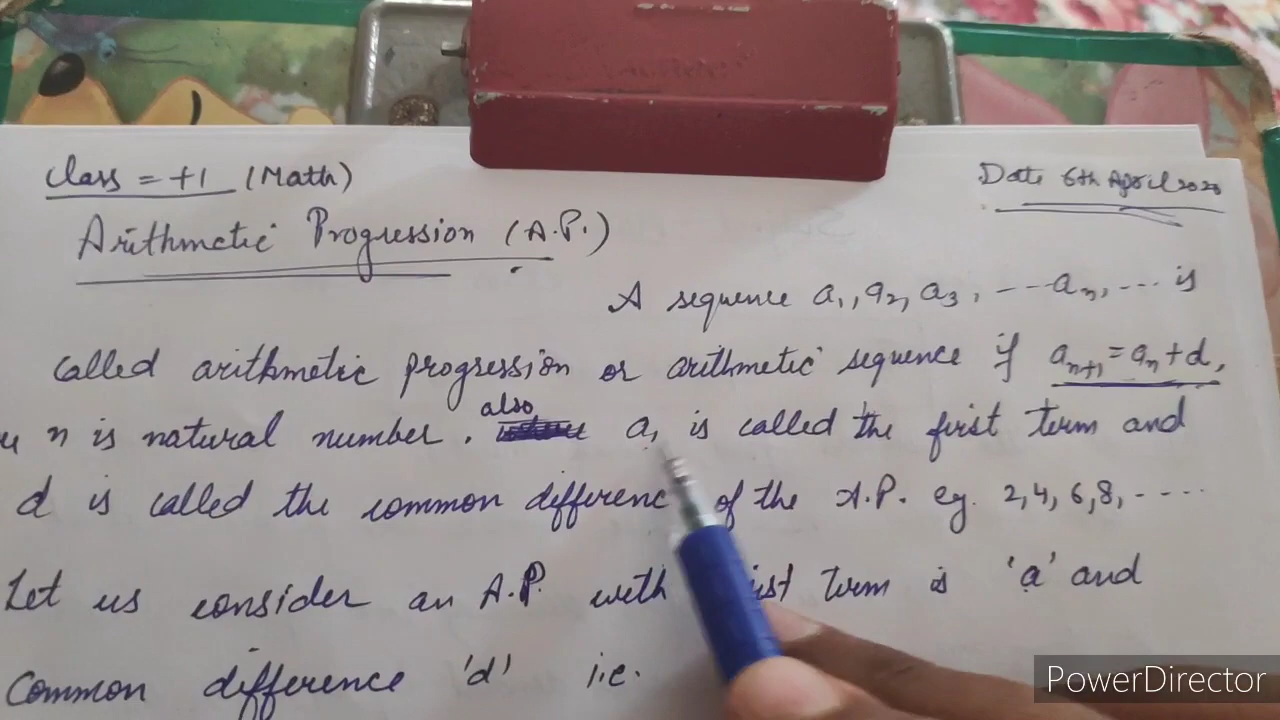 Class = +1 (Math)
Date 6th April 2020
Arithmetic Progression (A.P.)
A sequence a₁, a₂, a₃, ---aₙ, --- is
called arithmetic progression or arithmetic sequence if aₙ₊₁ = aₙ + d,
n is natural number. also a₁ is called the first term and
d is called the common differenc of the A.P. eg. 2,4,6,8,----
Let us consider an A.P. with term is 'a' and
Common difference 'd' i.e.
PowerDirector